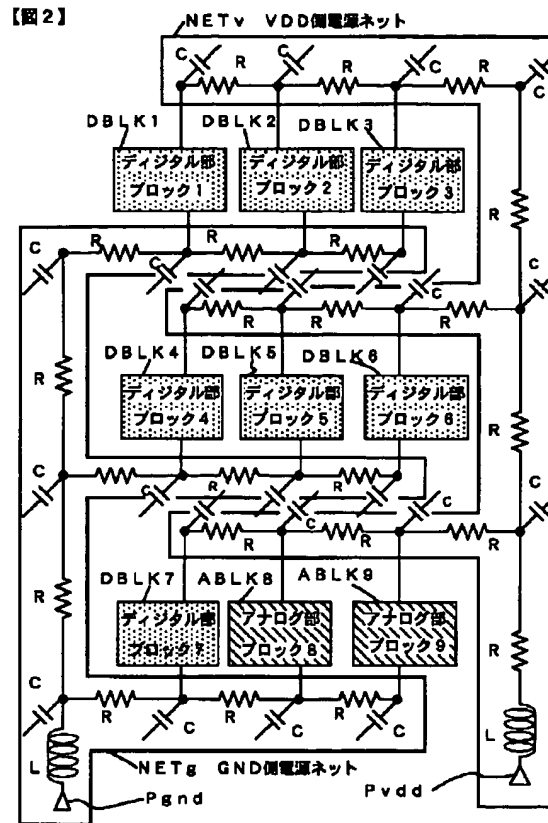 【図2】
NETv VDD側電源ネット
C C C C
R R R
DBLK1 DBLK2 DBLK3
ディジタル部
ブロック1
ディジタル部
ブロック2
ディジタル部
ブロック3
R
C R R R
C C
R
R R R
DBLK4 DBLK5 DBLK6
ディジタル部
ブロック4
ディジタル部
ブロック5
ディジタル部
ブロック6
R
R
C R R R
C C C
R R R
DBLK7 ABLK8 ABLK9
ディジタル部
ブロック7
アナログ部
ブロック8
アナログ部
ブロック9
R
R
C R R R
C C C
L
L
NETg GND側電源ネット
Pgnd
Pvdd